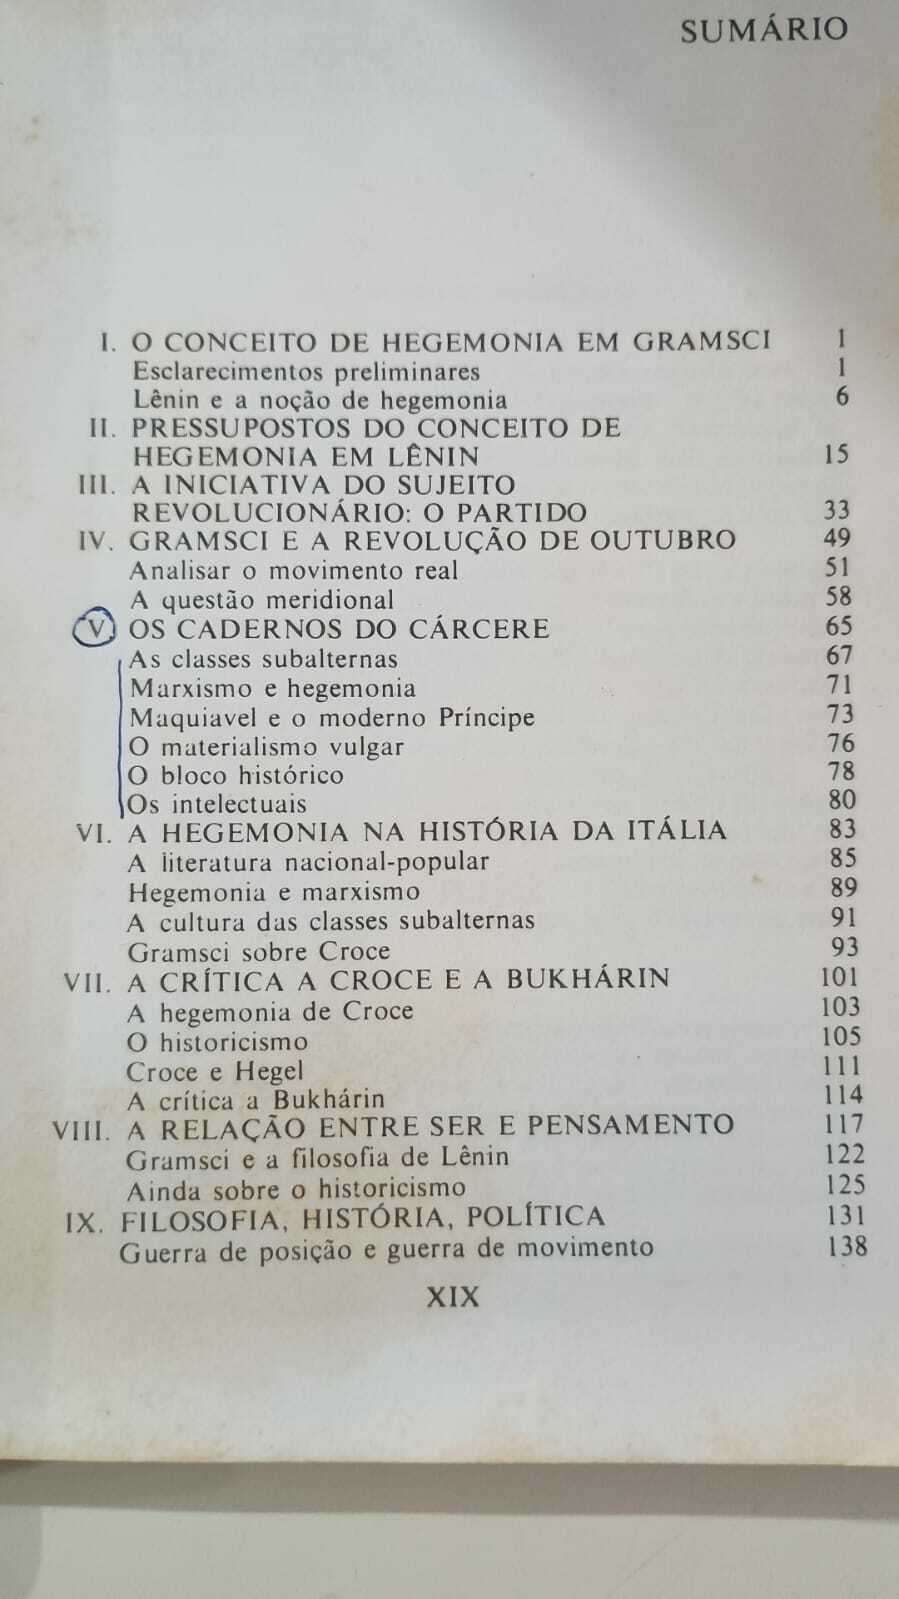 SUMÁRIO
I. O CONCEITO DE HEGEMONIA EM GRAMSCI 1
Esclarecimentos preliminares 1
Lênin e a noção de hegemonia 6
II. PRESSUPOSTOS DO CONCEITO DE
HEGEMONIA EM LÊNIN 15
III. A INICIATIVA DO SUJEITO
REVOLUCIONÁRIO: O PARTIDO 33
IV. GRAMSCI E A REVOLUÇÃO DE OUTUBRO 49
Analisar o movimento real 51
A questão meridional 58
V OS CADERNOS DO CÁRCERE 65
As classes subalternas 67
Marxismo e hegemonia 71
Maquiavel e o moderno Príncipe 73
O materialismo vulgar 76
O bloco histórico 78
Os intelectuais 80
VI. A HEGEMONIA NA HISTÓRIA DA ITÁLIA 83
A literatura nacional-popular 85
Hegemonia e marxismo 89
A cultura das classes subalternas 91
Gramsci sobre Croce 93
VII. A CRÍTICA A CROCE E A BUKHÁRIN 101
A hegemonia de Croce 103
O historicismo 105
Croce e Hegel 111
A crítica a Bukhárin 114
VIII. A RELAÇÃO ENTRE SER E PENSAMENTO 117
Gramsci e a filosofia de Lênin 122
Ainda sobre o historicismo 125
IX. FILOSOFIA, HISTÓRIA, POLÍTICA 131
Guerra de posição e guerra de movimento 138
XIX